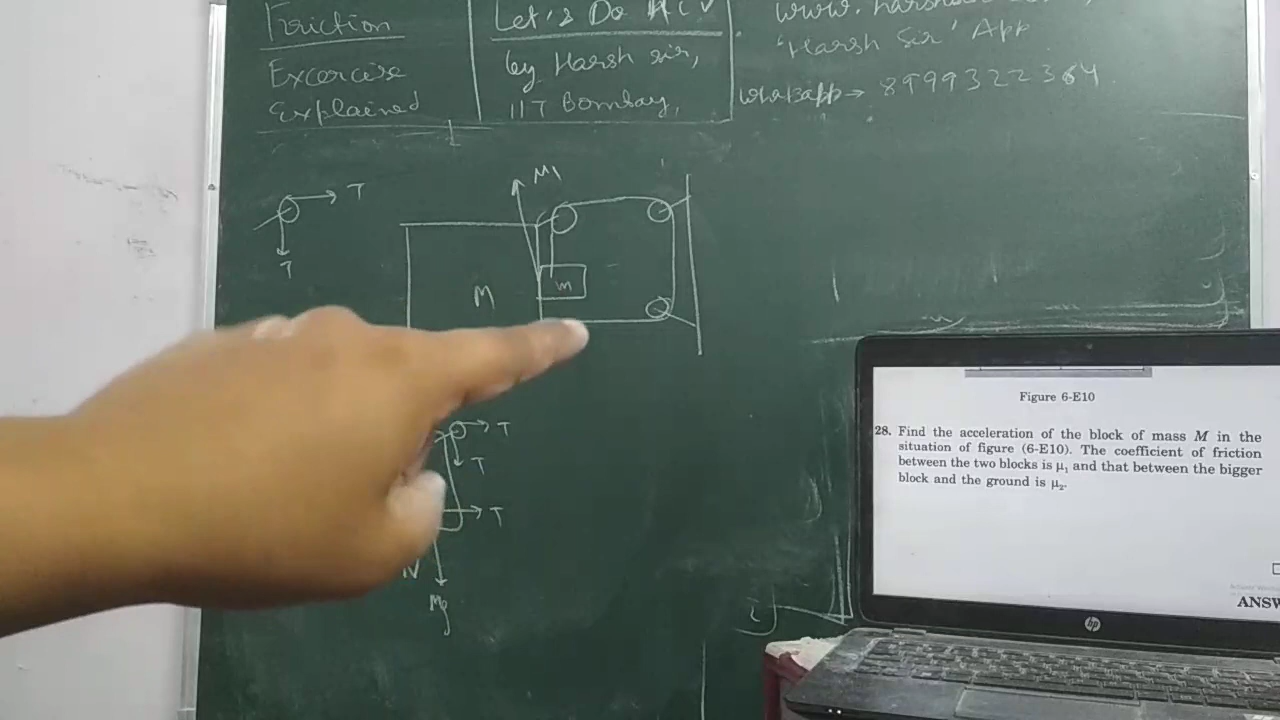 Friction
Excercise
Explained
Let's Do HCV
by Harsh sir,
IIT Bombay,
'Harsh Sir' App
Whatsapp → 8999322364
T
T
M1
M
m
T
T
T
N
Mg
Figure 6-E10
28. Find the acceleration of the block of mass M in the
situation of figure (6-E10). The coefficient of friction
between the two blocks is μ₁ and that between the bigger
block and the ground is μ₂.
ANSW
hp